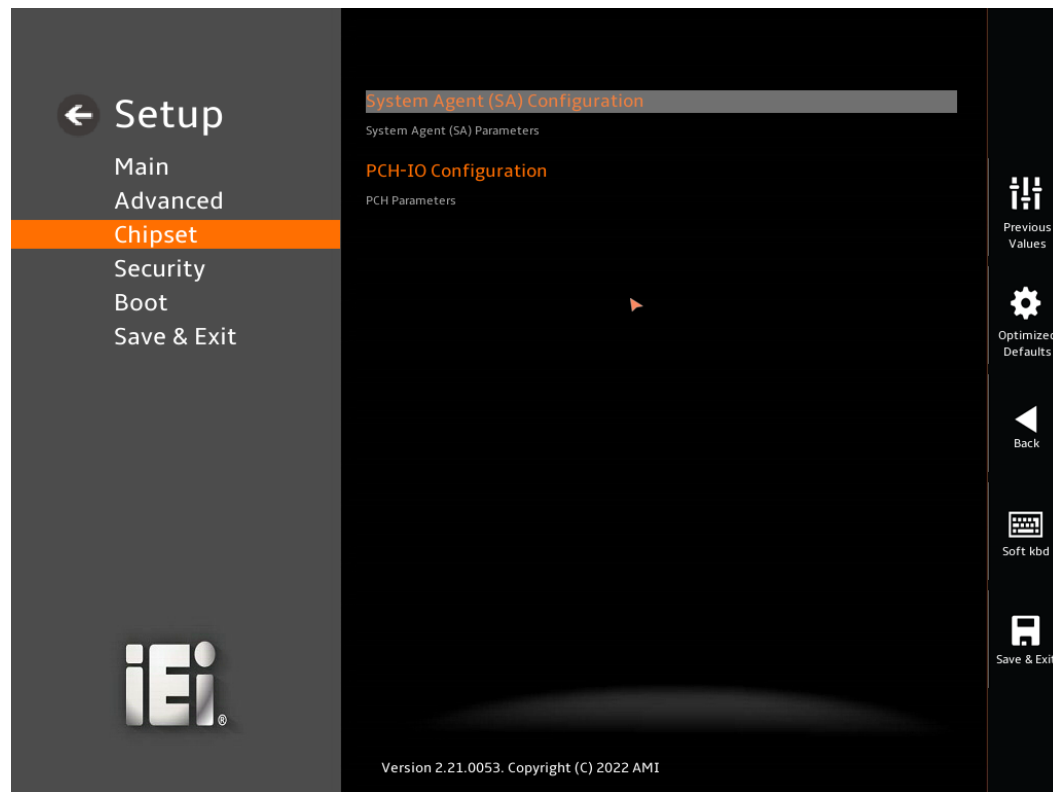 Setup
Main
Advanced
Chipset
Security
Boot
Save & Exit
System Agent (SA) Configuration
System Agent (SA) Parameters
PCH-IO Configuration
PCH Parameters
Previous
Values
Optimized
Defaults
Back
Soft kbd
Save & Exit
iEi®
Version 2.21.0053. Copyright (C) 2022 AMI